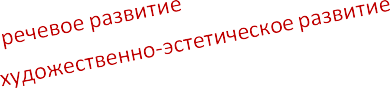 речевое развитие
художественно-эстетическое развитие